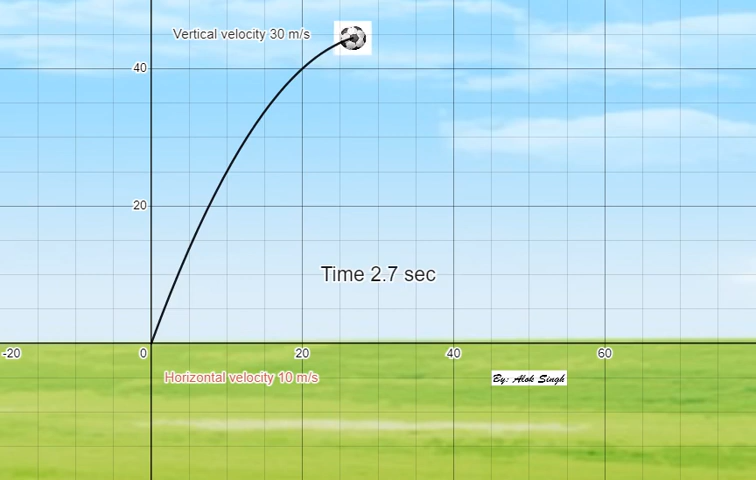 Vertical velocity 30 m/s
40
20
Time 2.7 sec
-20
0
20
40
60
Horizontal velocity 10 m/s
By: Alok Singh